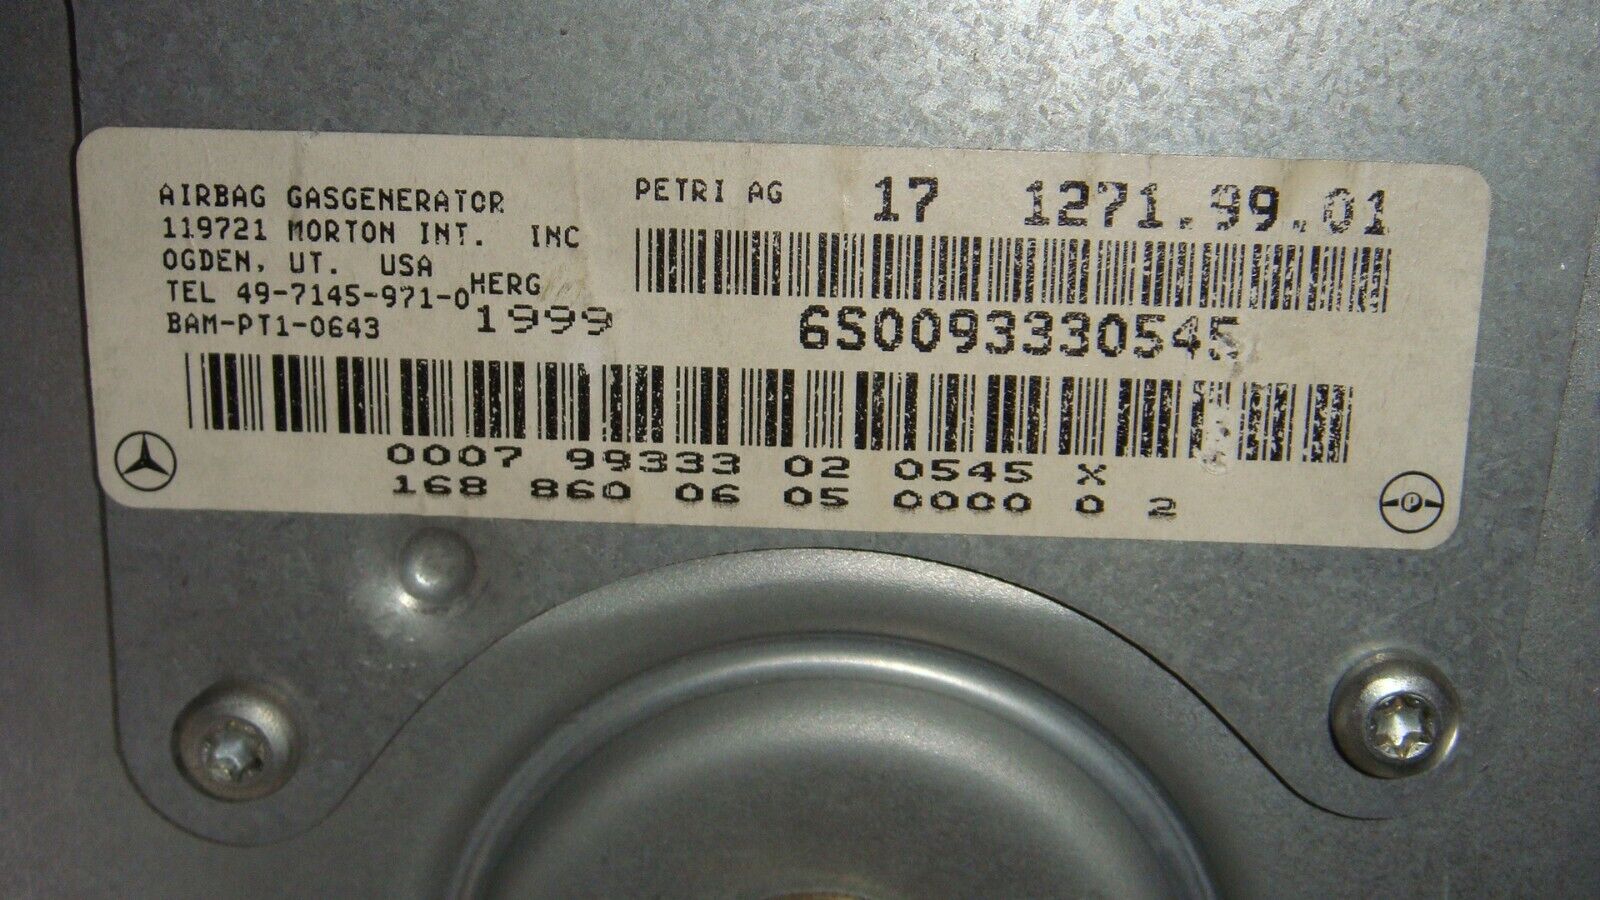 AIRBAG GASGENERATOR
119721 MORTON INT. INC
OGDEN, UT. USA
TEL 49-7145-971-0
BAM-PT1-0643
HERG
1999
PETRI AG 17 1271.99.01
6S0093330545
0007 99333 02 0545 X
168 860 06 05 0000 0 2
P